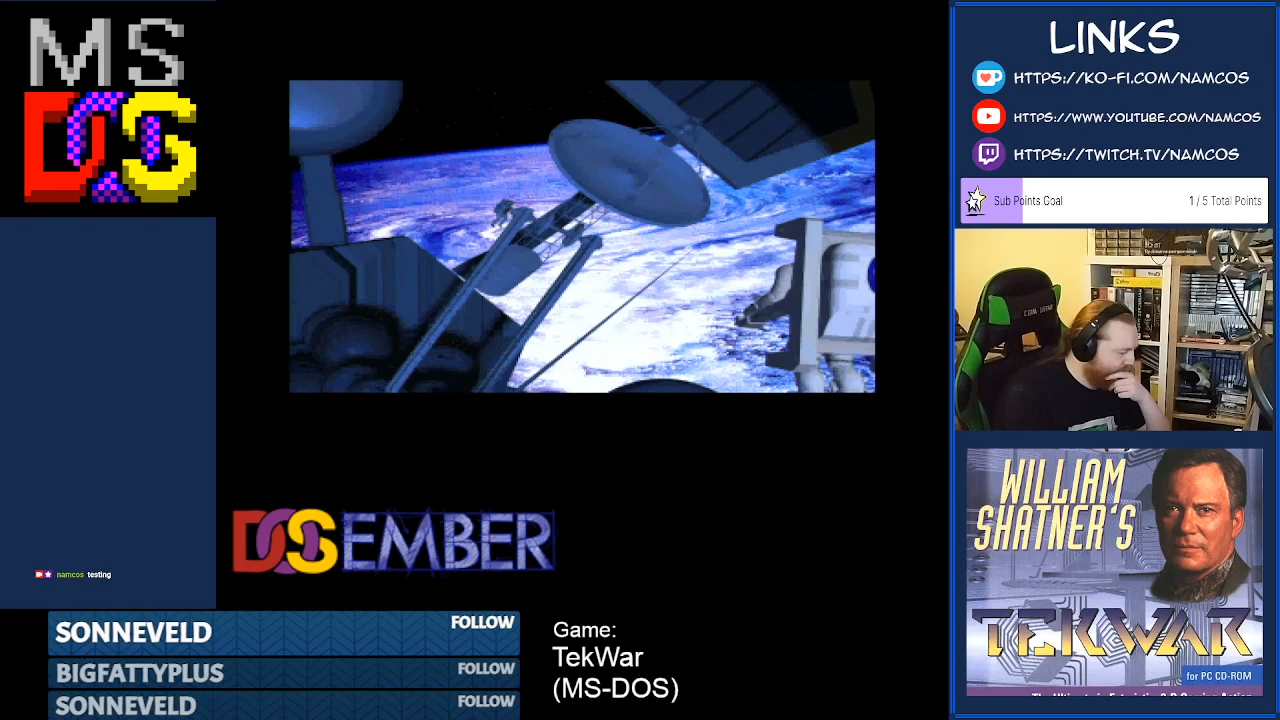 MS
DOS
LINKS
HTTPS://KO-FI.COM/NAMCOS
HTTPS://WWW.YOUTUBE.COM/NAMCOS
HTTPS://TWITCH.TV/NAMCOS
Sub Points Goal
1 / 5 Total Points
WILLIAM
SHATNER'S
TEKWAR
for PC CD-ROM
DOSEMBER
namcos testing
SONNEVELD
FOLLOW
BIGFATTYPLUS
FOLLOW
SONNEVELD
FOLLOW
Game:
TekWar
(MS-DOS)